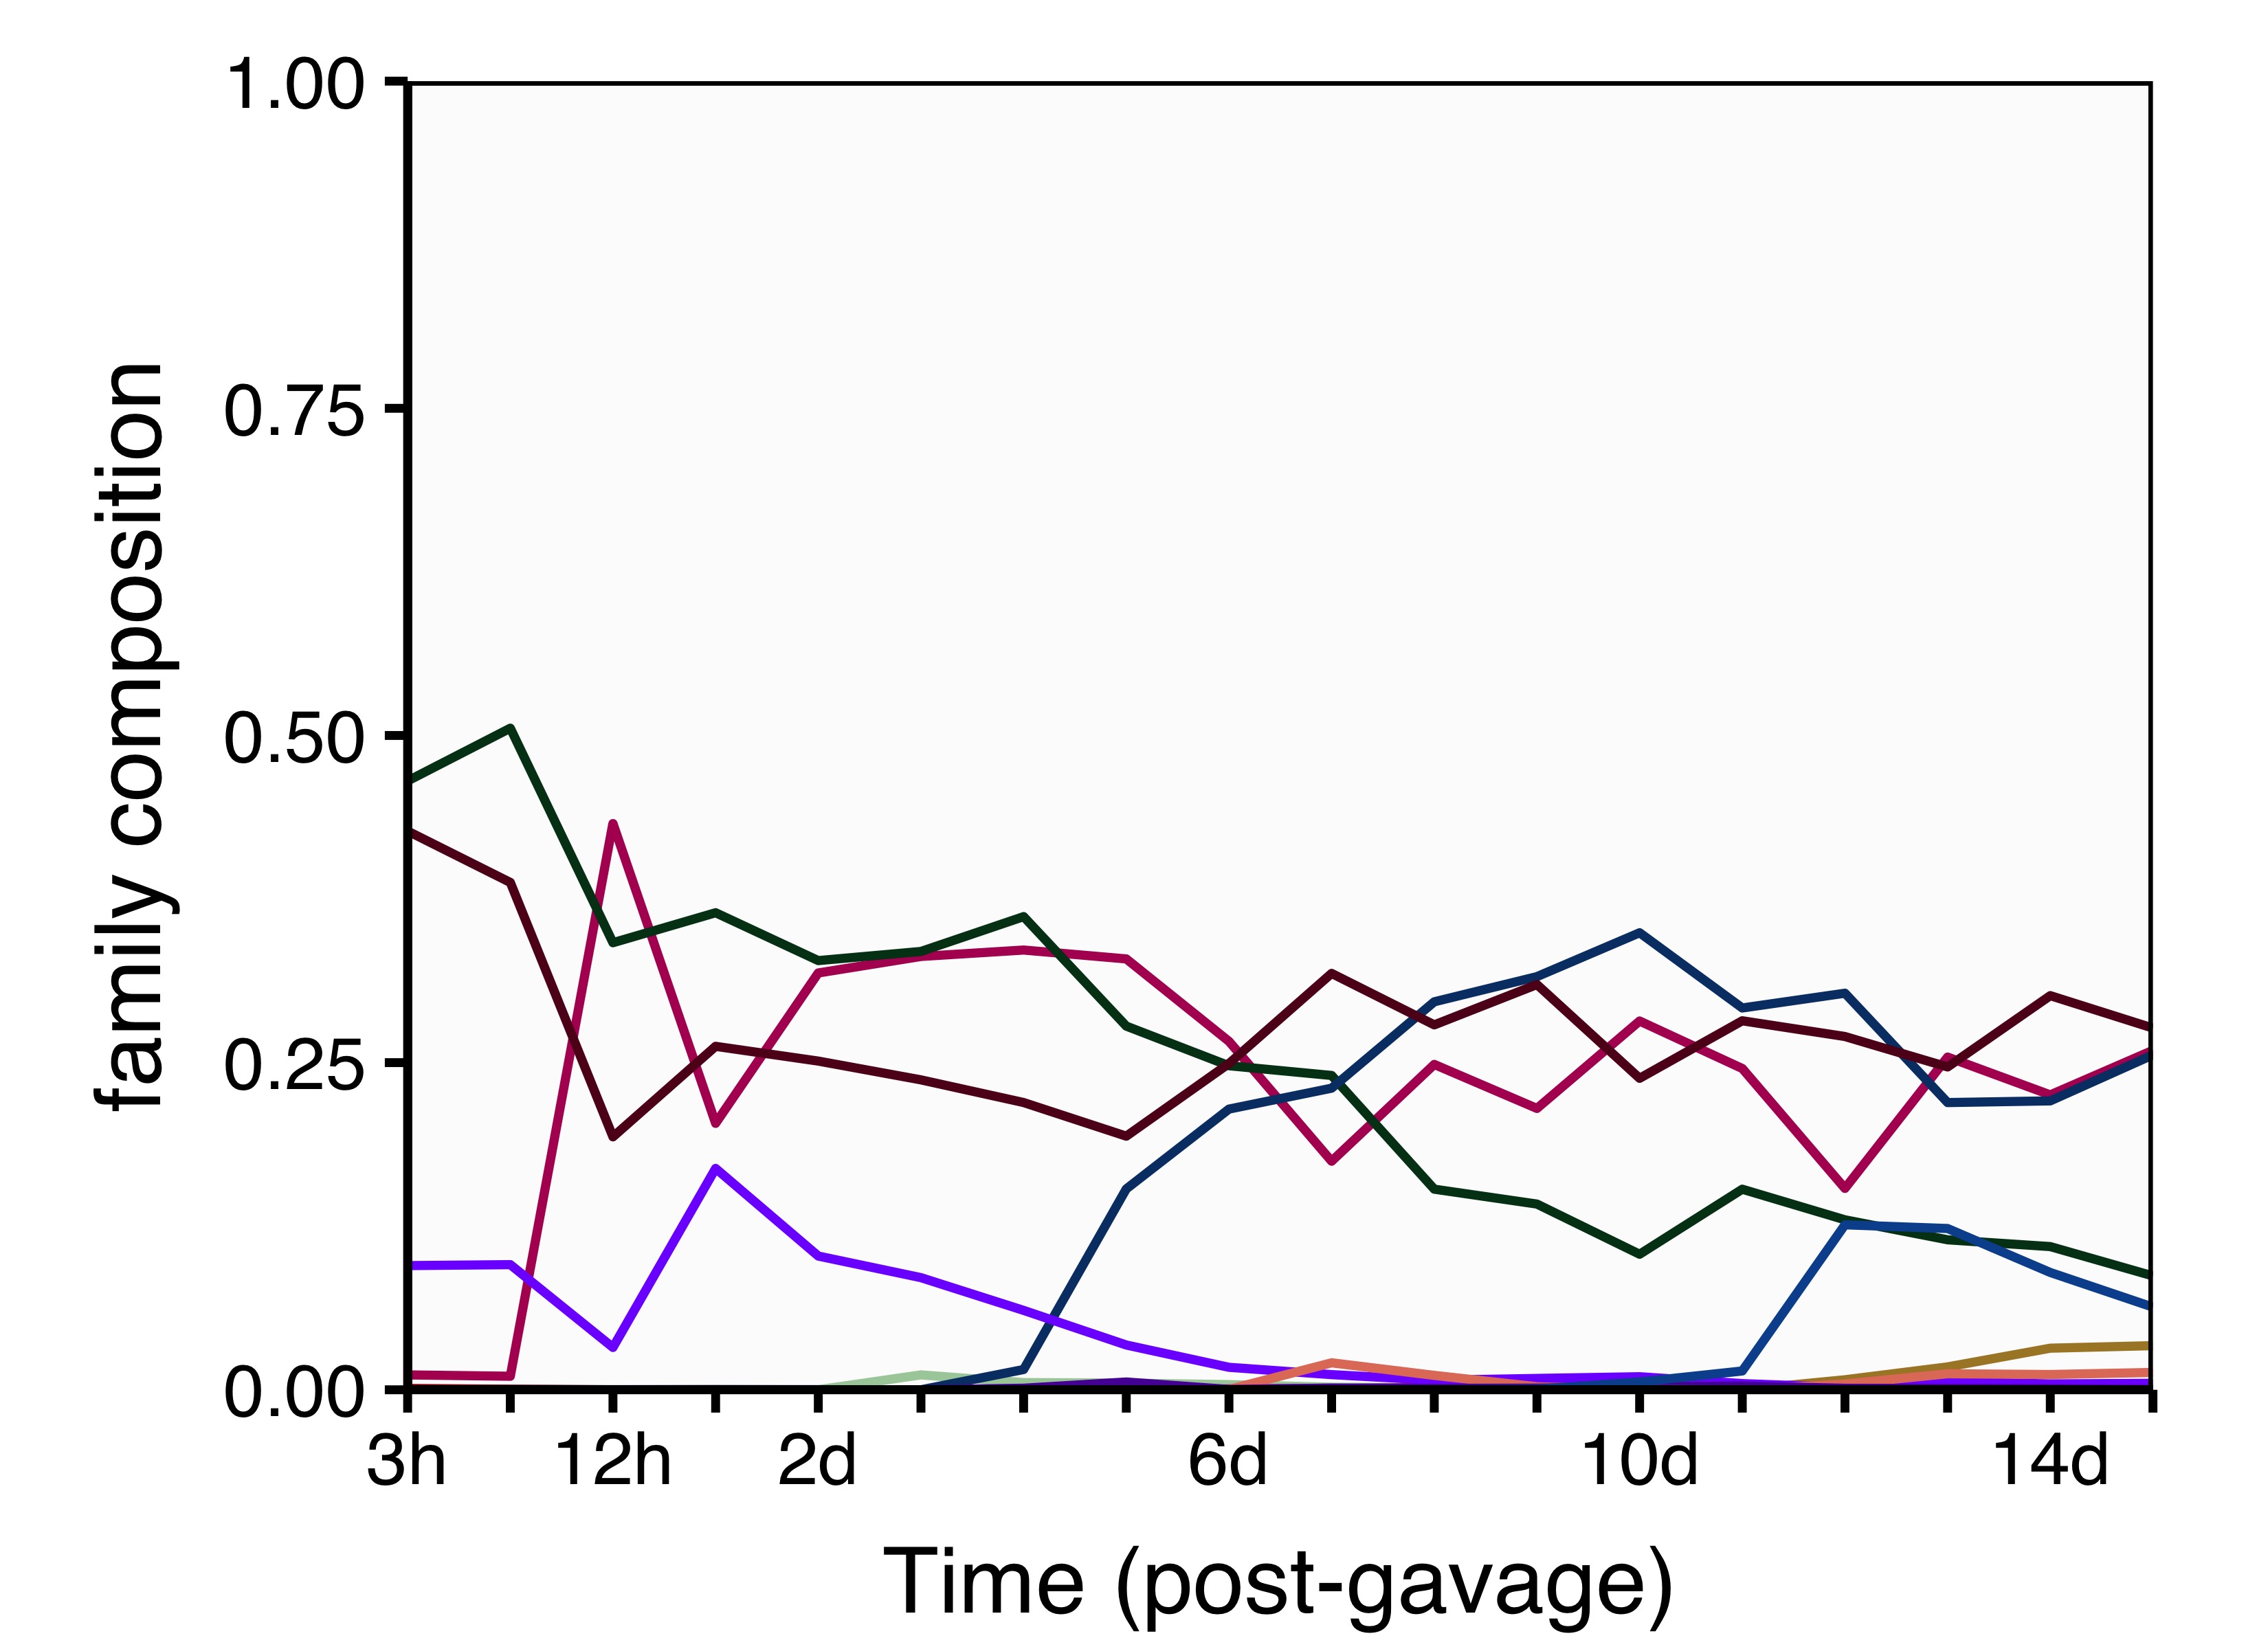 1.00
0.75
0.50
0.25
0.00
family composition
3h 12h 2d 6d 10d 14d
Time (post-gavage)